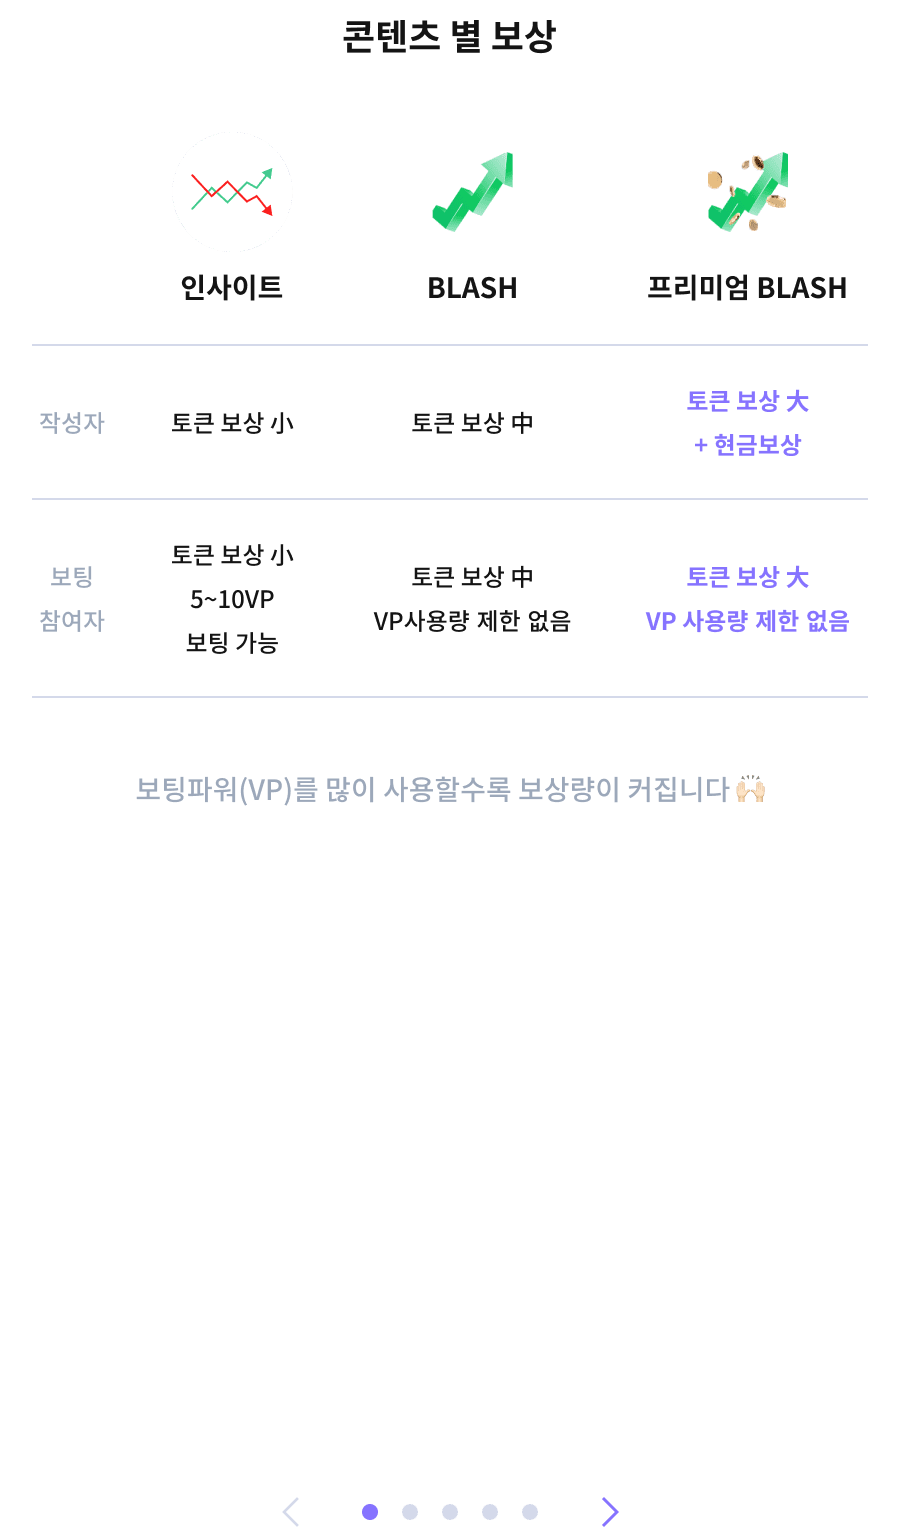 콘텐츠 별 보상
인사이트
BLASH
프리미엄 BLASH
작성자
토큰 보상 小
토큰 보상 中
토큰 보상 大
+ 현금보상
보팅
참여자
토큰 보상 小
5~10VP
보팅 가능
토큰 보상 中
VP사용량 제한 없음
토큰 보상 大
VP 사용량 제한 없음
보팅파워(VP)를 많이 사용할수록 보상량이 커집니다 🙌🏻